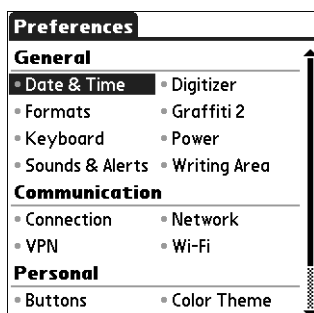 Preferences
General
• Date & Time • Digitizer
• Formats • Graffiti 2
• Keyboard • Power
• Sounds & Alerts • Writing Area
Communication
• Connection • Network
• VPN • Wi-Fi
Personal
• Buttons • Color Theme